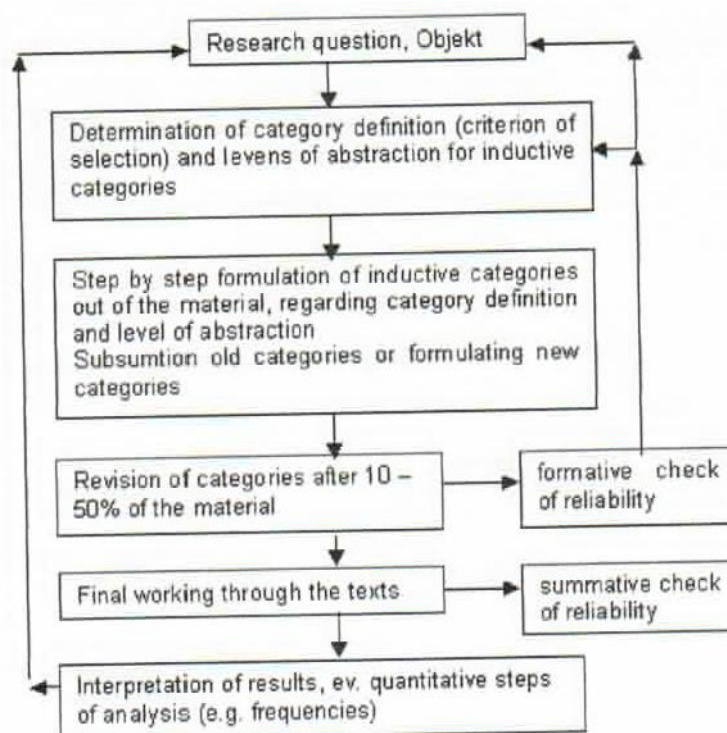 Research question, Objekt
Determination of category definition (criterion of
selection) and levens of abstraction for inductive
categories
Step by step formulation of inductive categories
out of the material, regarding category definition
and level of abstraction
Subsumtion old categories or formulating new
categories
Revision of categories after 10 –
50% of the material
formative check
of reliability
Final working through the texts
summative check
of reliability
Interpretation of results, ev. quantitative steps
of analysis (e.g. frequencies)